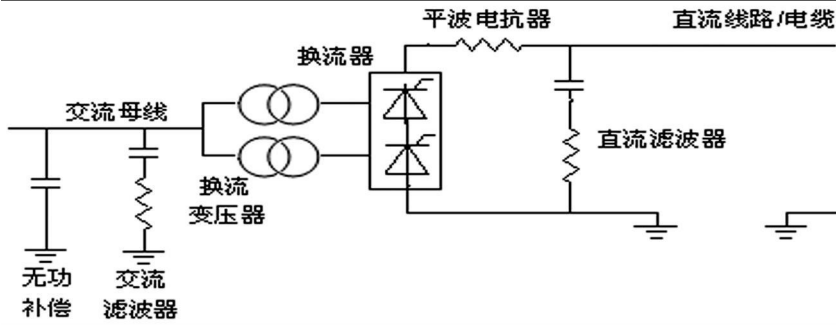 平波电抗器
直流线路/电缆
换流器
交流母线
直流滤波器
换流
变压器
无功
补偿
交流
滤波器